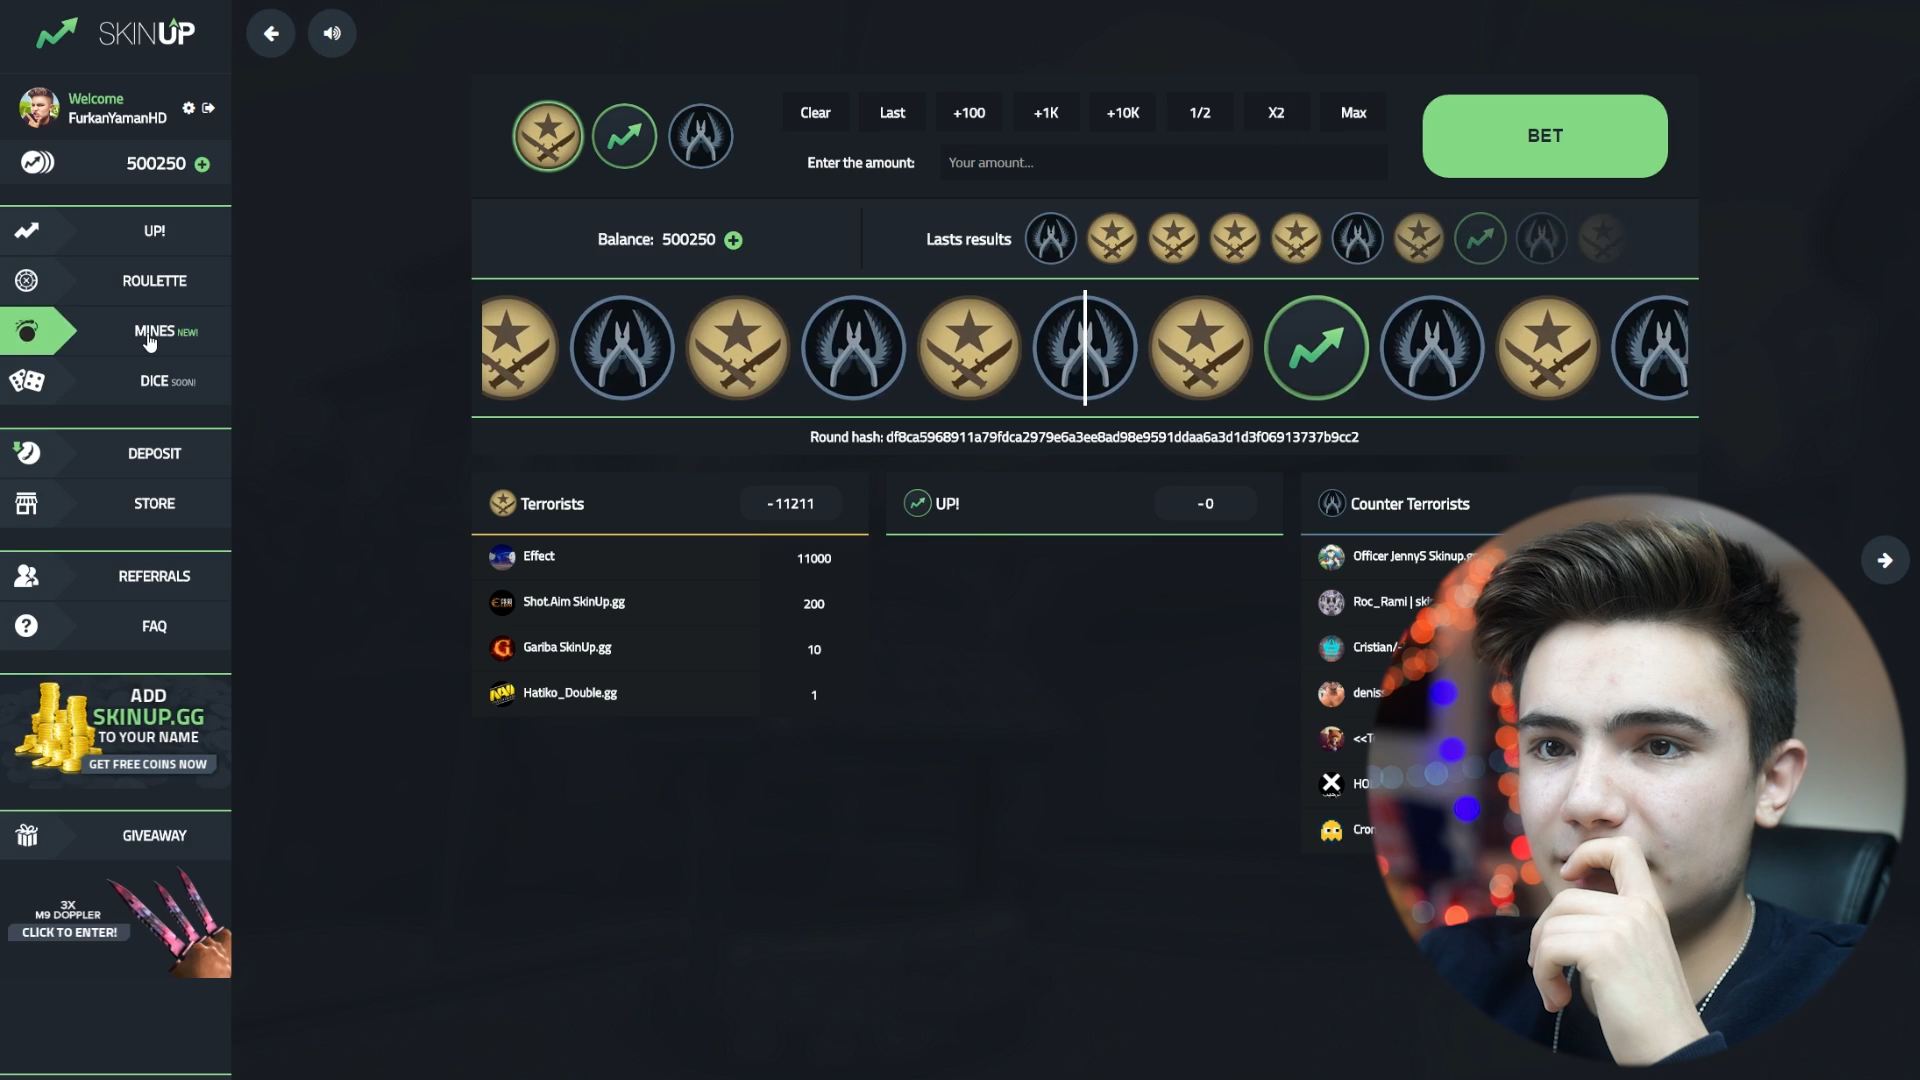 SKINUP
Welcome
FurkanYamanHD
500250
UP!
ROULETTE
MINES NEW!
DICE SOON!
DEPOSIT
STORE
REFERRALS
FAQ
ADD
SKINUP.GG
TO YOUR NAME
GET FREE COINS NOW
GIVEAWAY
3X
M9 DOPPLER
CLICK TO ENTER!
Clear
Last
+100
+1K
+10K
1/2
X2
Max
BET
Enter the amount:
Your amount...
Balance: 500250
Lasts results
Round hash: df8ca5968911a79fdca2979e6a3ee8ad98e9591ddaa6a3d1d3f06913737b9cc2
Terrorists
-11211
Effect
11000
Shot.Aim SkinUp.gg
200
Gariba SkinUp.gg
10
Hatiko_Double.gg
1
UP!
-0
Counter Terrorists
Officer JennyS Skinup.g
Roc_Rami | ski
Cristian/-
denis
<<T
HO
Cron